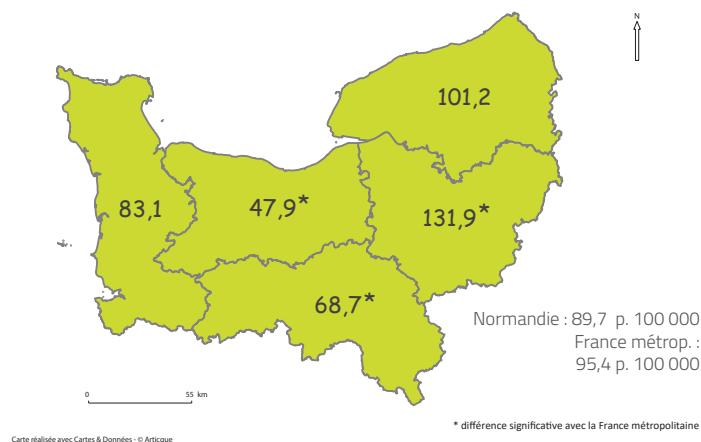 N
101,2
83,1
47,9*
131,9*
68,7*
Normandie : 89,7 p. 100 000
France métrop. :
95,4 p. 100 000
0 55 km
* différence significative avec la France métropolitaine
Carte réalisée avec Cartes & Données - © Articque